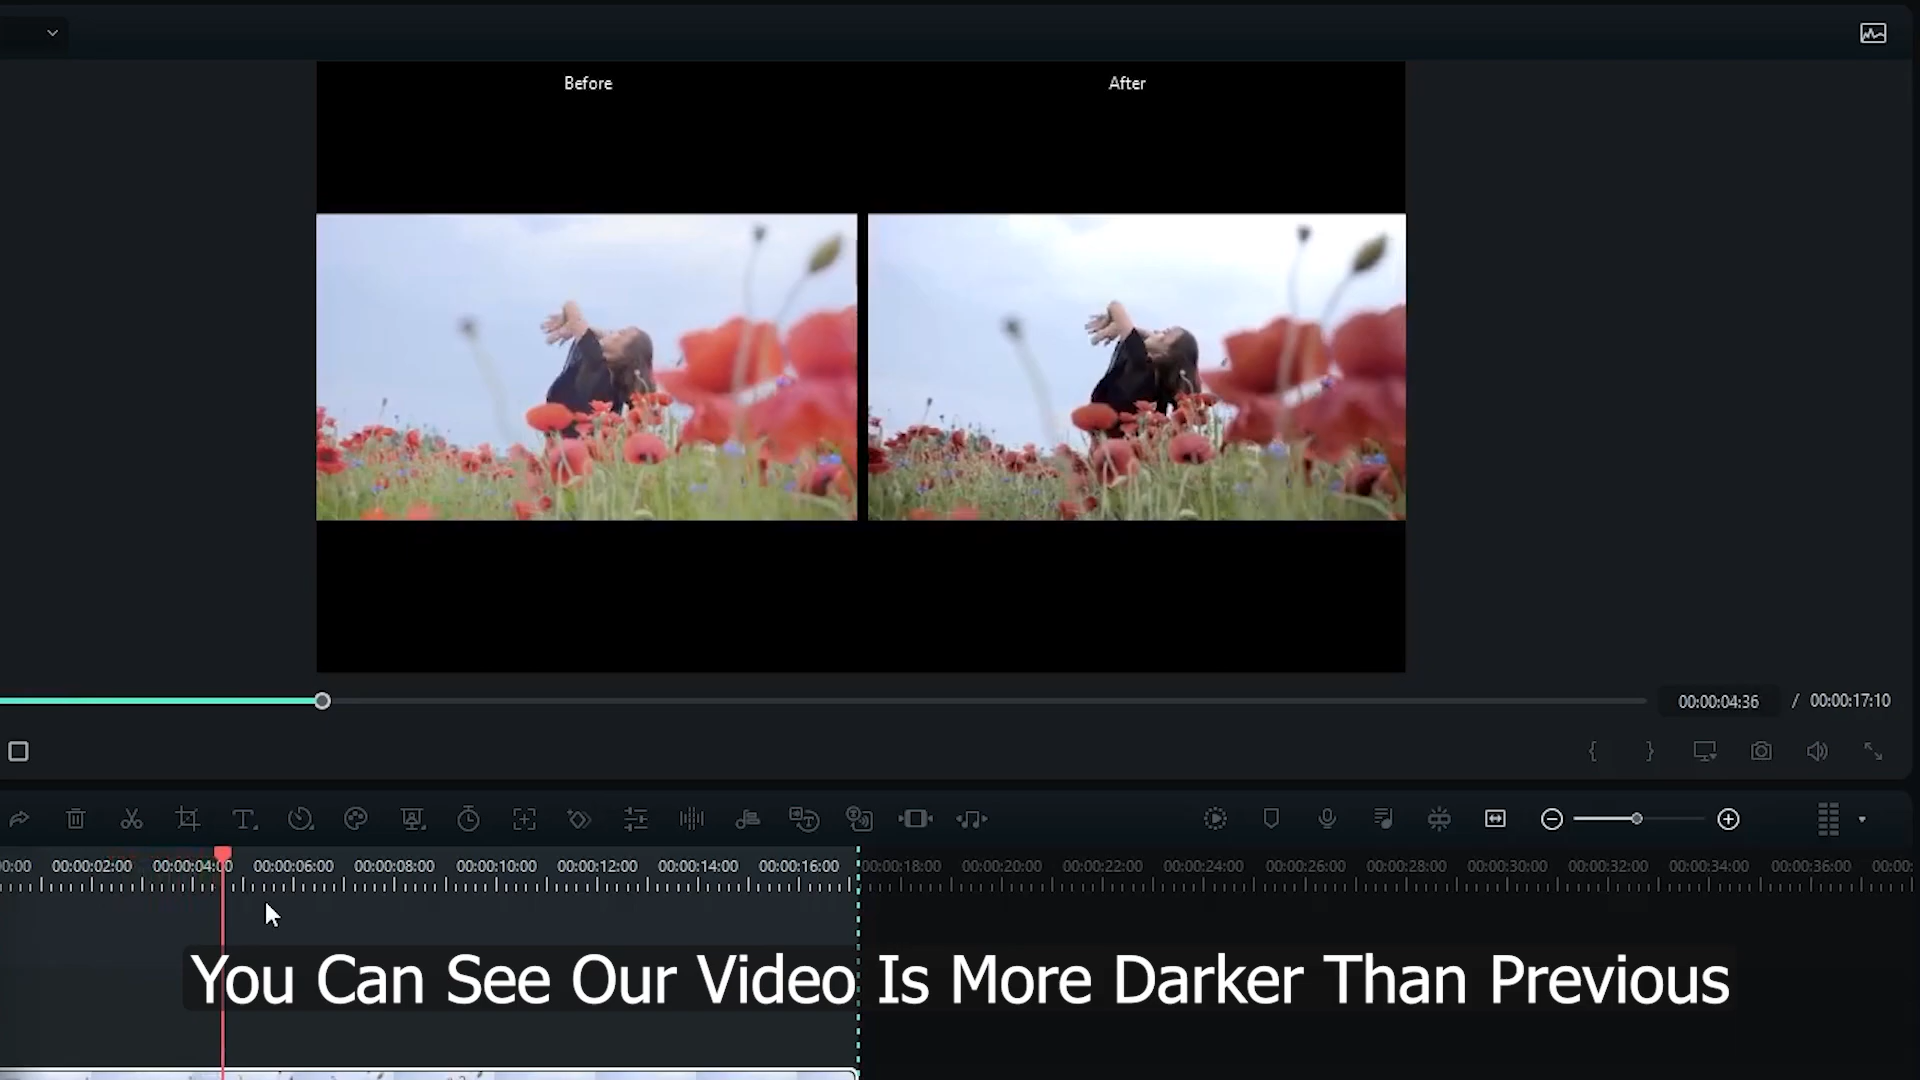 Before
After
00:00:04:36 / 00:00:17:10
0:00 00:00:02:00 00:00:04:00 00:00:06:00 00:00:08:00 00:00:10:00 00:00:12:00 00:00:14:00 00:00:16:00 00:00:18:00 00:00:20:00 00:00:22:00 00:00:24:00 00:00:26:00 00:00:28:00 00:00:30:00 00:00:32:00 00:00:34:00 00:00:36:00 00:00:
You Can See Our Video Is More Darker Than Previous